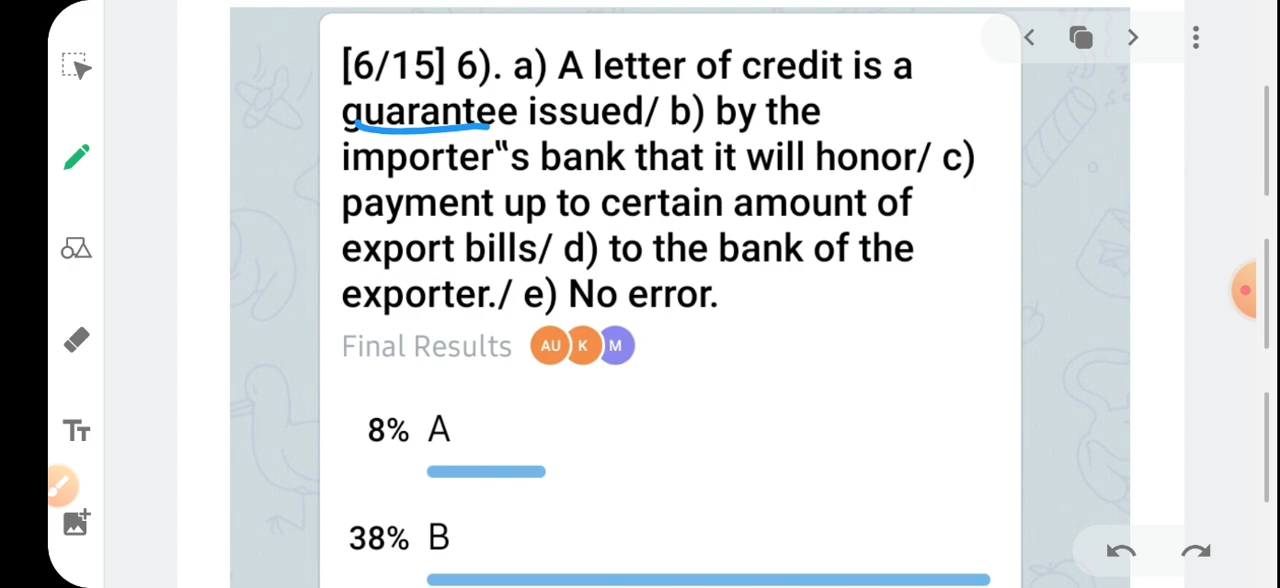 [6/15] 6). a) A letter of credit is a
guarantee issued/ b) by the
importer‟s bank that it will honor/ c)
payment up to certain amount of
export bills/ d) to the bank of the
exporter./ e) No error.
Final Results AU K M
8% A
38% B
TT